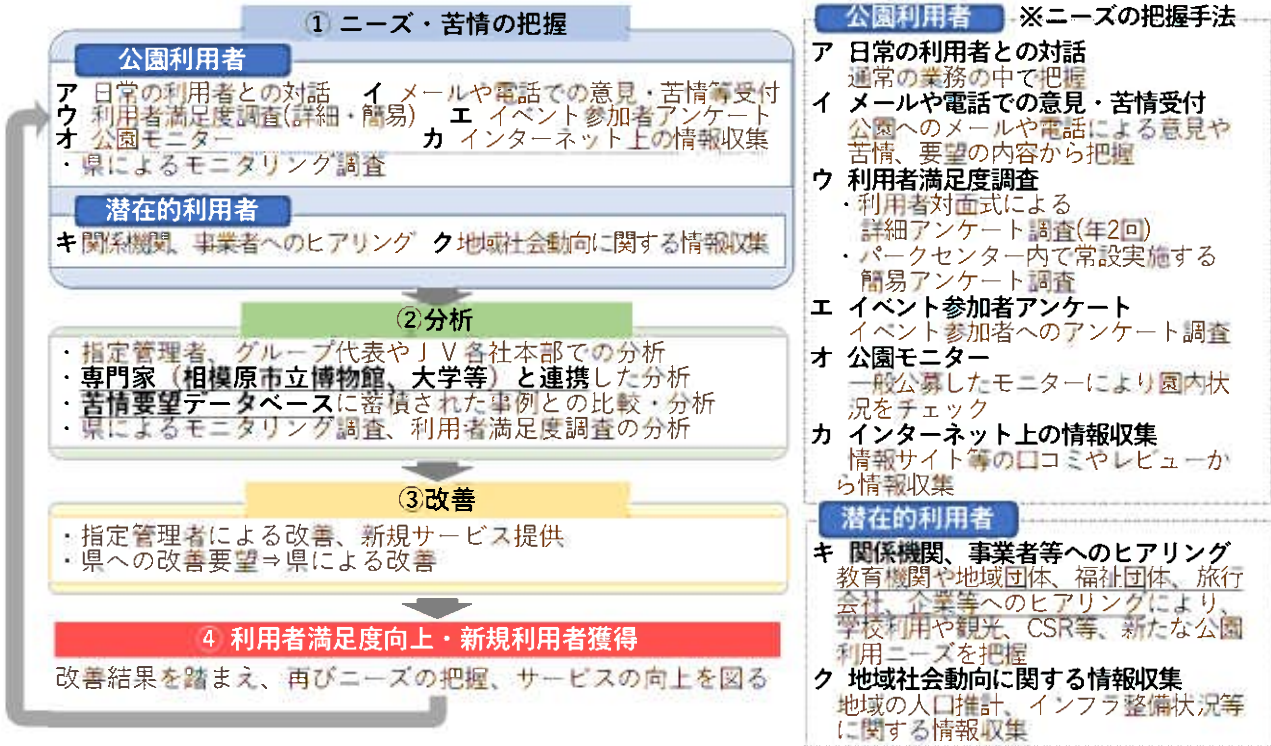 ① ニーズ・苦情の把握
公園利用者
ア 日常の利用者との対話 イ メールや電話での意見・苦情等受付
ウ 利用者満足度調査(詳細・簡易) エ イベント参加者アンケート
オ 公園モニター カ インターネット上の情報収集
・県によるモニタリング調査
潜在的利用者
キ 関係機関、事業者へのヒアリング ク 地域社会動向に関する情報収集
②分析
・指定管理者、グループ代表やＪＶ各社本部での分析
・専門家（相模原市立博物館、大学等）と連携した分析
・苦情要望データベースに蓄積された事例との比較・分析
・県によるモニタリング調査、利用者満足度調査の分析
③改善
・指定管理者による改善、新規サービス提供
・県への改善要望⇒県による改善
④ 利用者満足度向上・新規利用者獲得
改善結果を踏まえ、再びニーズの把握、サービスの向上を図る
公園利用者 ※ニーズの把握手法
ア 日常の利用者との対話
通常の業務の中で把握
イ メールや電話での意見・苦情受付
公園へのメールや電話による意見や
苦情、要望の内容から把握
ウ 利用者満足度調査
・利用者対面式による
詳細アンケート調査(年2回)
・パークセンター内で常設実施する
簡易アンケート調査
エ イベント参加者アンケート
イベント参加者へのアンケート調査
オ 公園モニター
一般公募したモニターにより園内状
況をチェック
カ インターネット上の情報収集
情報サイト等の口コミやレビューか
ら情報収集
潜在的利用者
キ 関係機関、事業者等へのヒアリング
教育機関や地域団体、福祉団体、旅行
会社、企業等へのヒアリングにより、
学校利用や観光、CSR等、新たな公園
利用ニーズを把握
ク 地域社会動向に関する情報収集
地域の人口推計、インフラ整備状況等
に関する情報収集